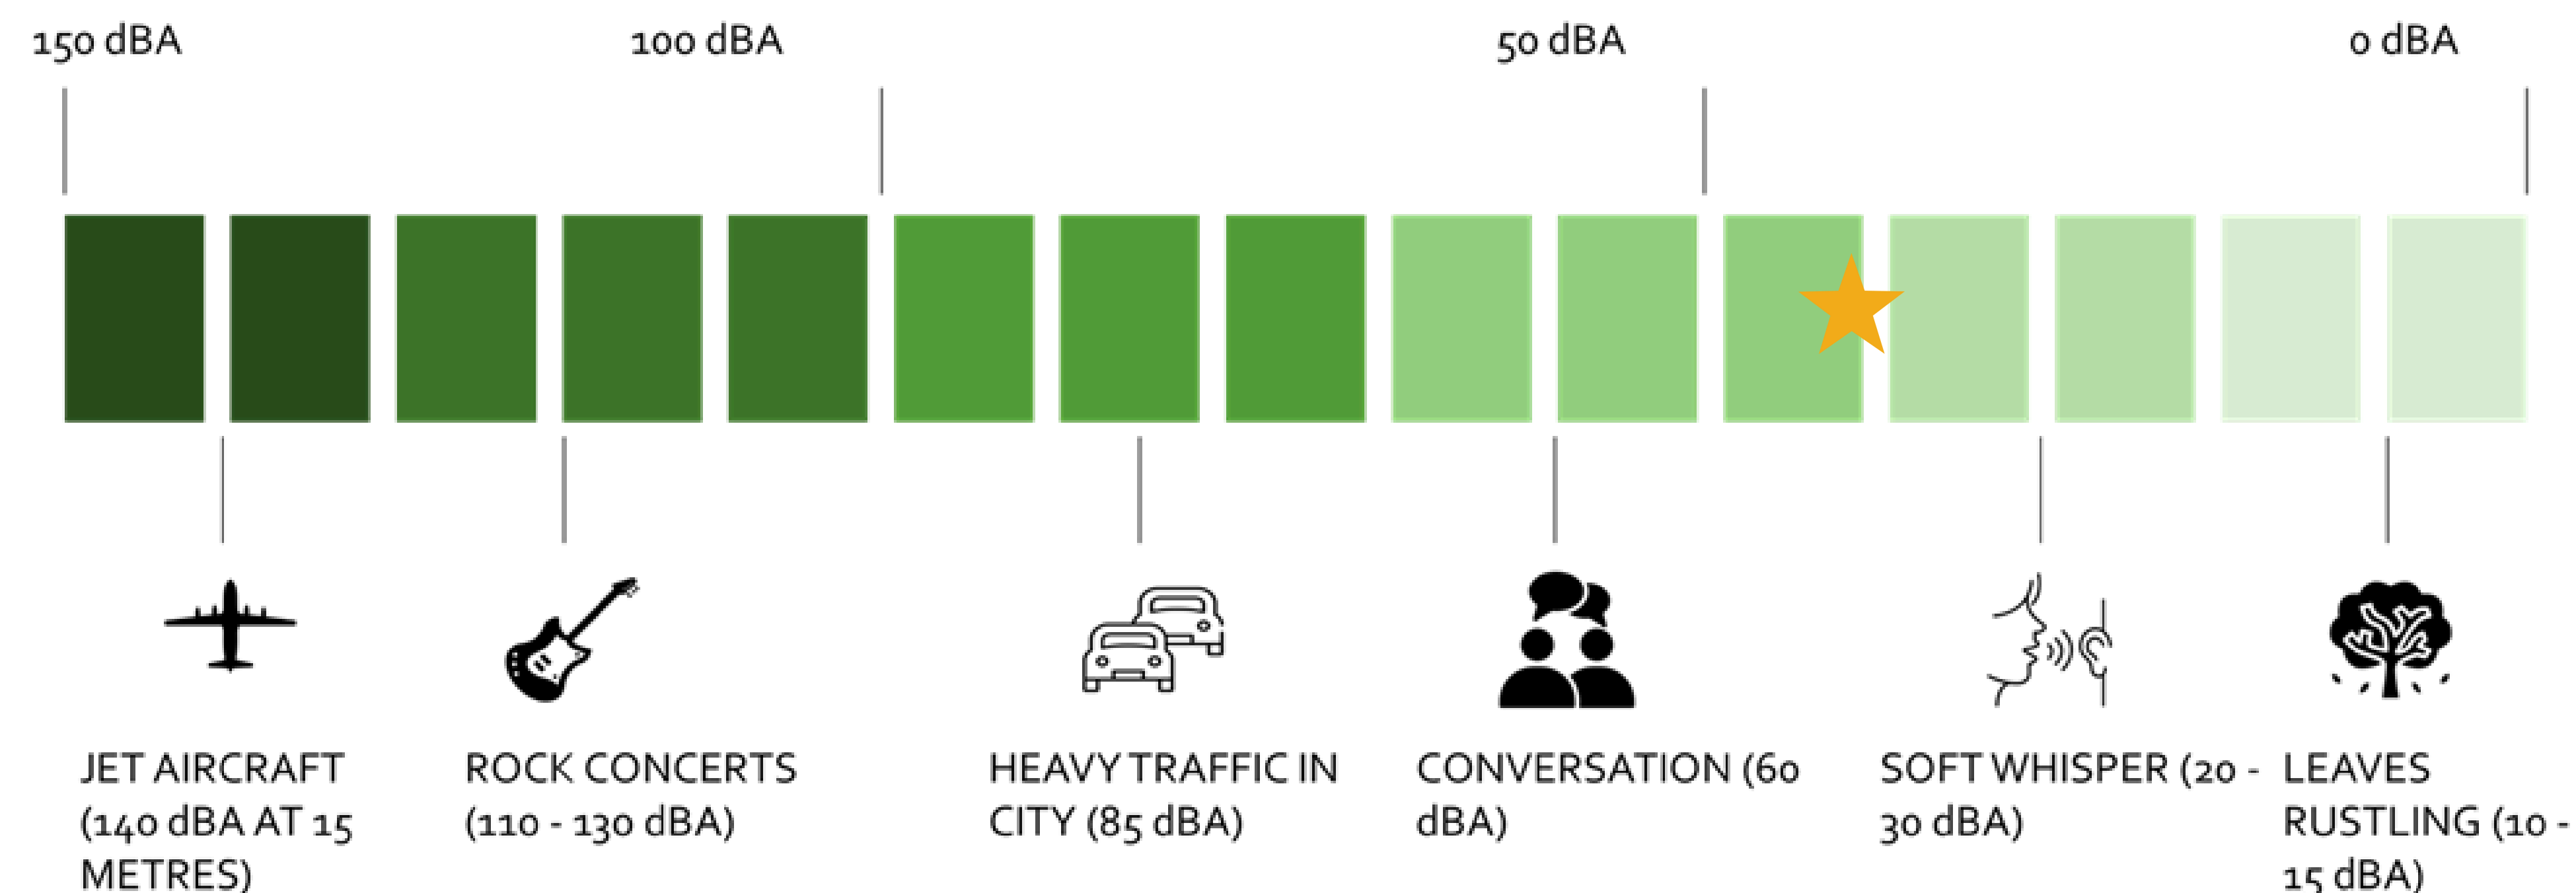 150 dBA
100 dBA
50 dBA
0 dBA
JET AIRCRAFT
(140 dBA AT 15
METRES)
ROCK CONCERTS
(110 - 130 dBA)
HEAVY TRAFFIC IN
CITY (85 dBA)
CONVERSATION (60
dBA)
SOFT WHISPER (20 -
30 dBA)
LEAVES
RUSTLING (10 -
15 dBA)